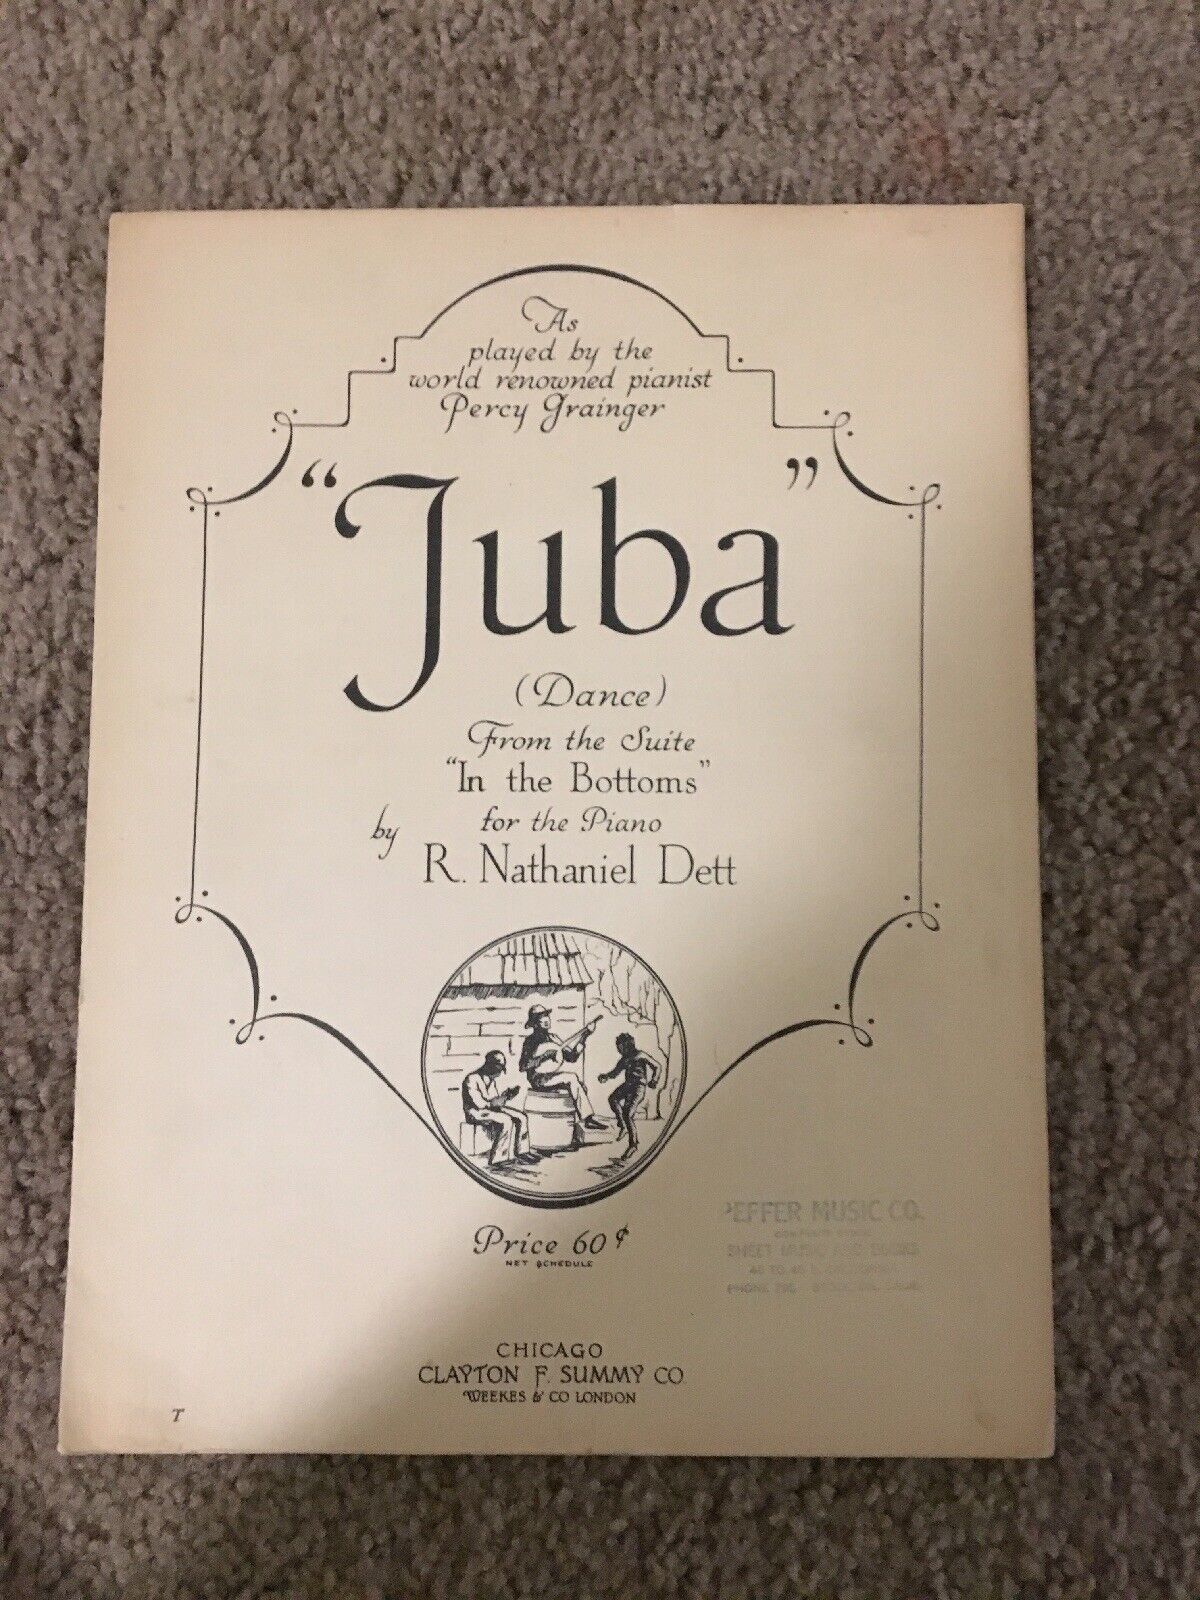 As
played by the
world renowned pianist
Percy Grainger
"Juba"
(Dance)
From the Suite
"In the Bottoms"
for the Piano
by R. Nathaniel Dett
Price 60¢
NET SCHEDULE
PEFFER MUSIC CO.
SHEET MUSIC AND BOOKS
PHONE
CHICAGO
CLAYTON F. SUMMY CO
WEEKES & CO LONDON
T